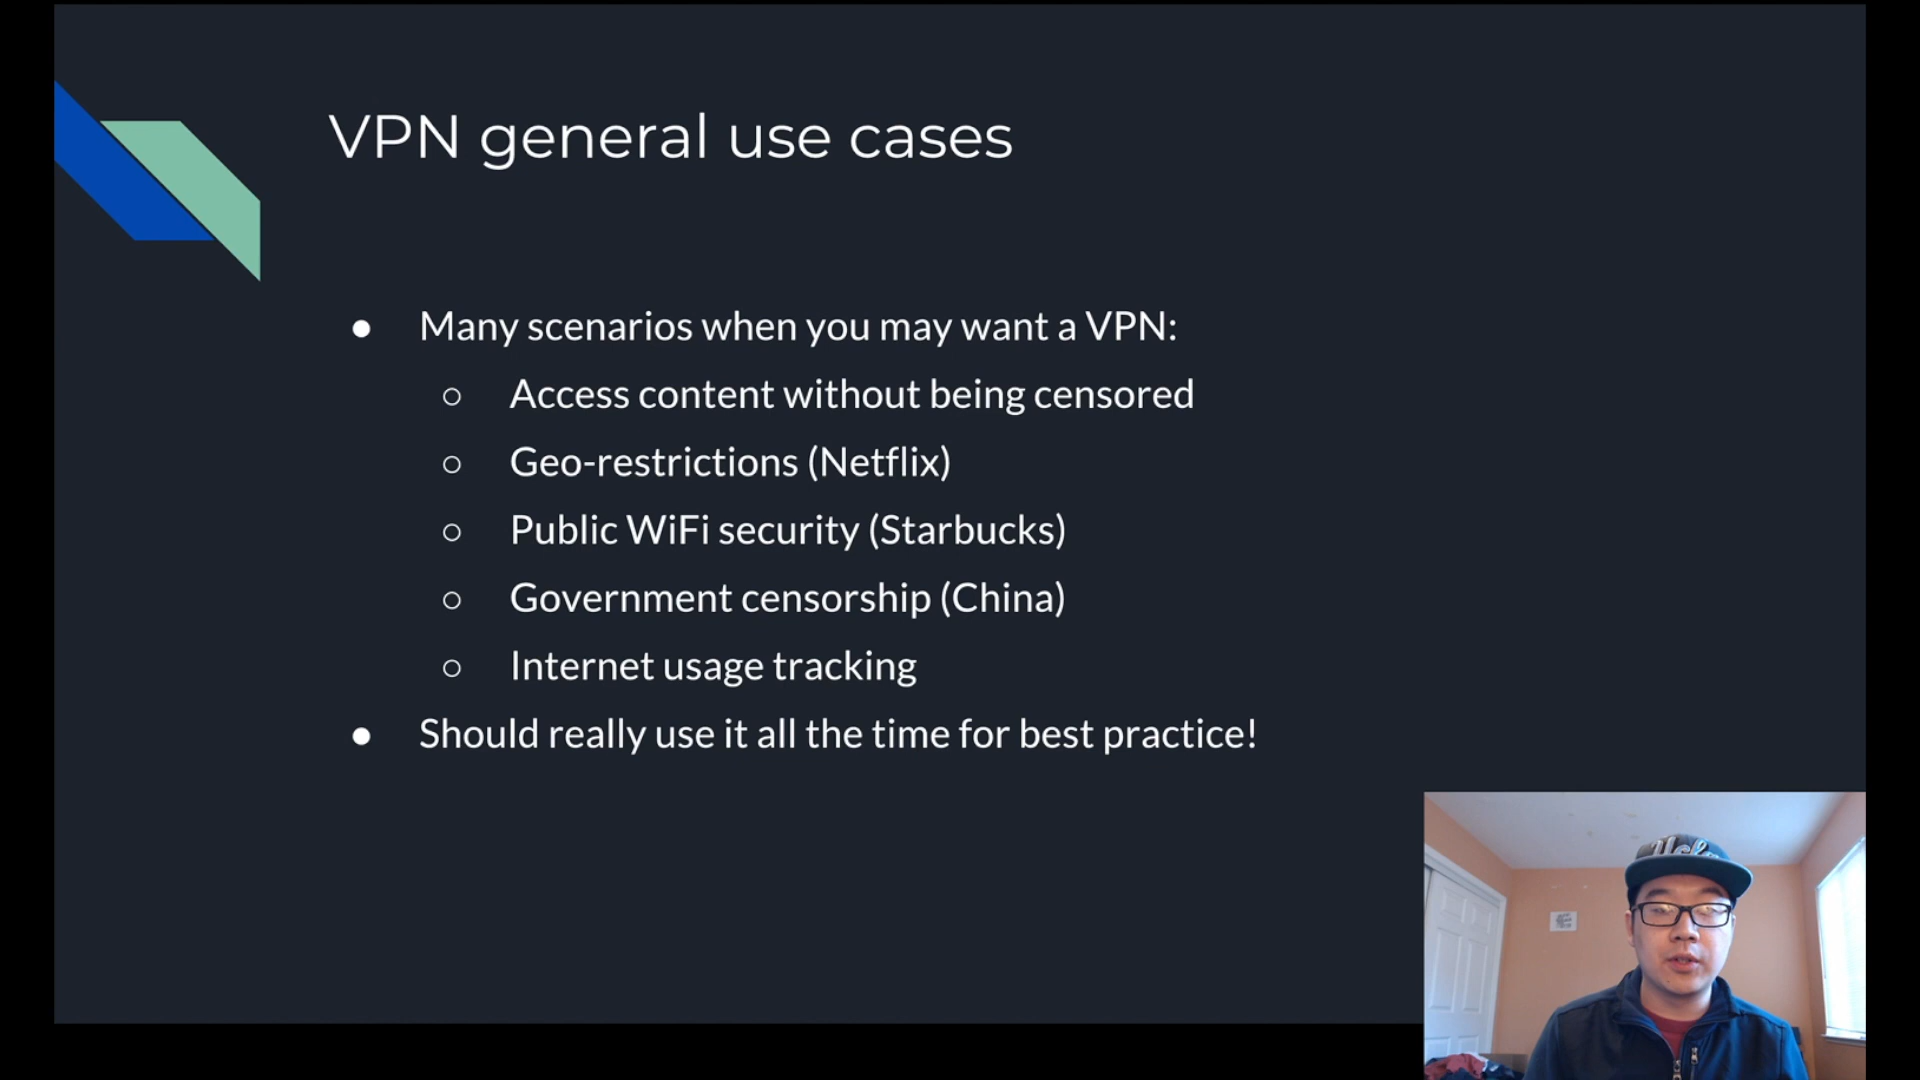 VPN general use cases
● Many scenarios when you may want a VPN:
○ Access content without being censored
○ Geo-restrictions (Netflix)
○ Public WiFi security (Starbucks)
○ Government censorship (China)
○ Internet usage tracking
● Should really use it all the time for best practice!